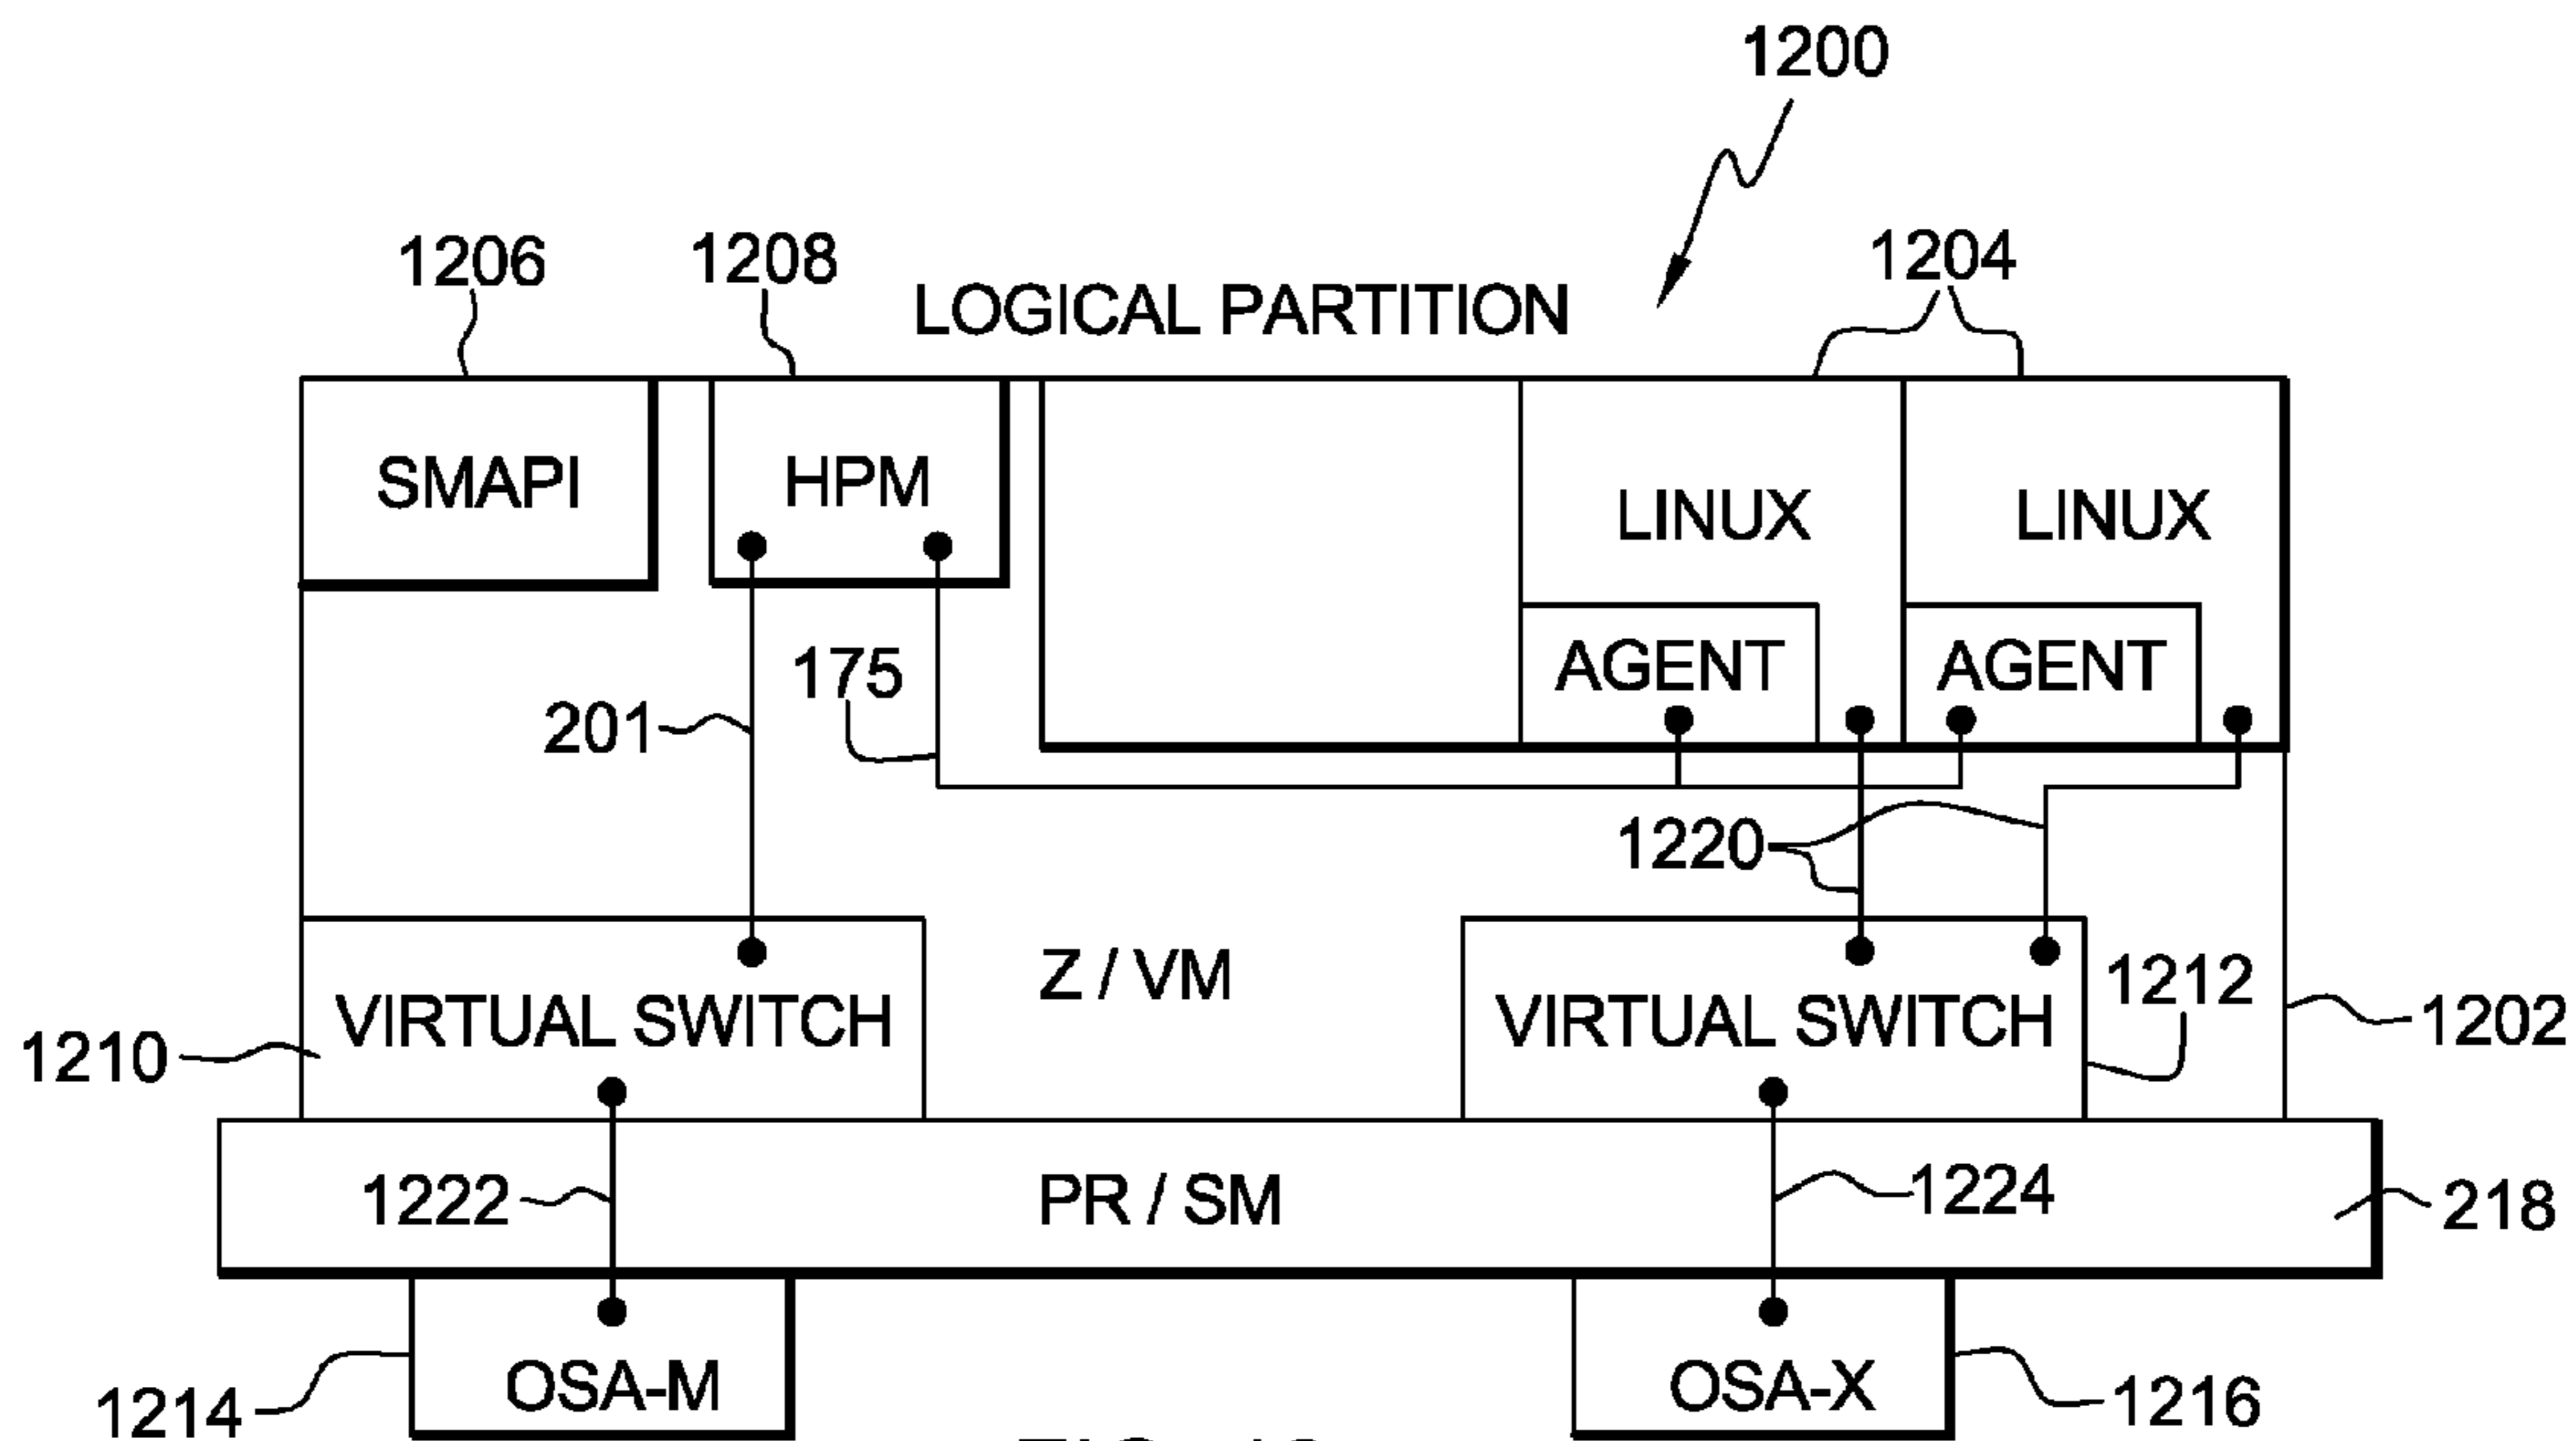 1200
1206
1208
LOGICAL PARTITION
1204
SMAPI
HPM
LINUX
LINUX
AGENT
AGENT
175
201
1220
Z / VM
1212
VIRTUAL SWITCH
VIRTUAL SWITCH
1202
1210
1222
PR / SM
1224
218
OSA-M
OSA-X
1214
1216